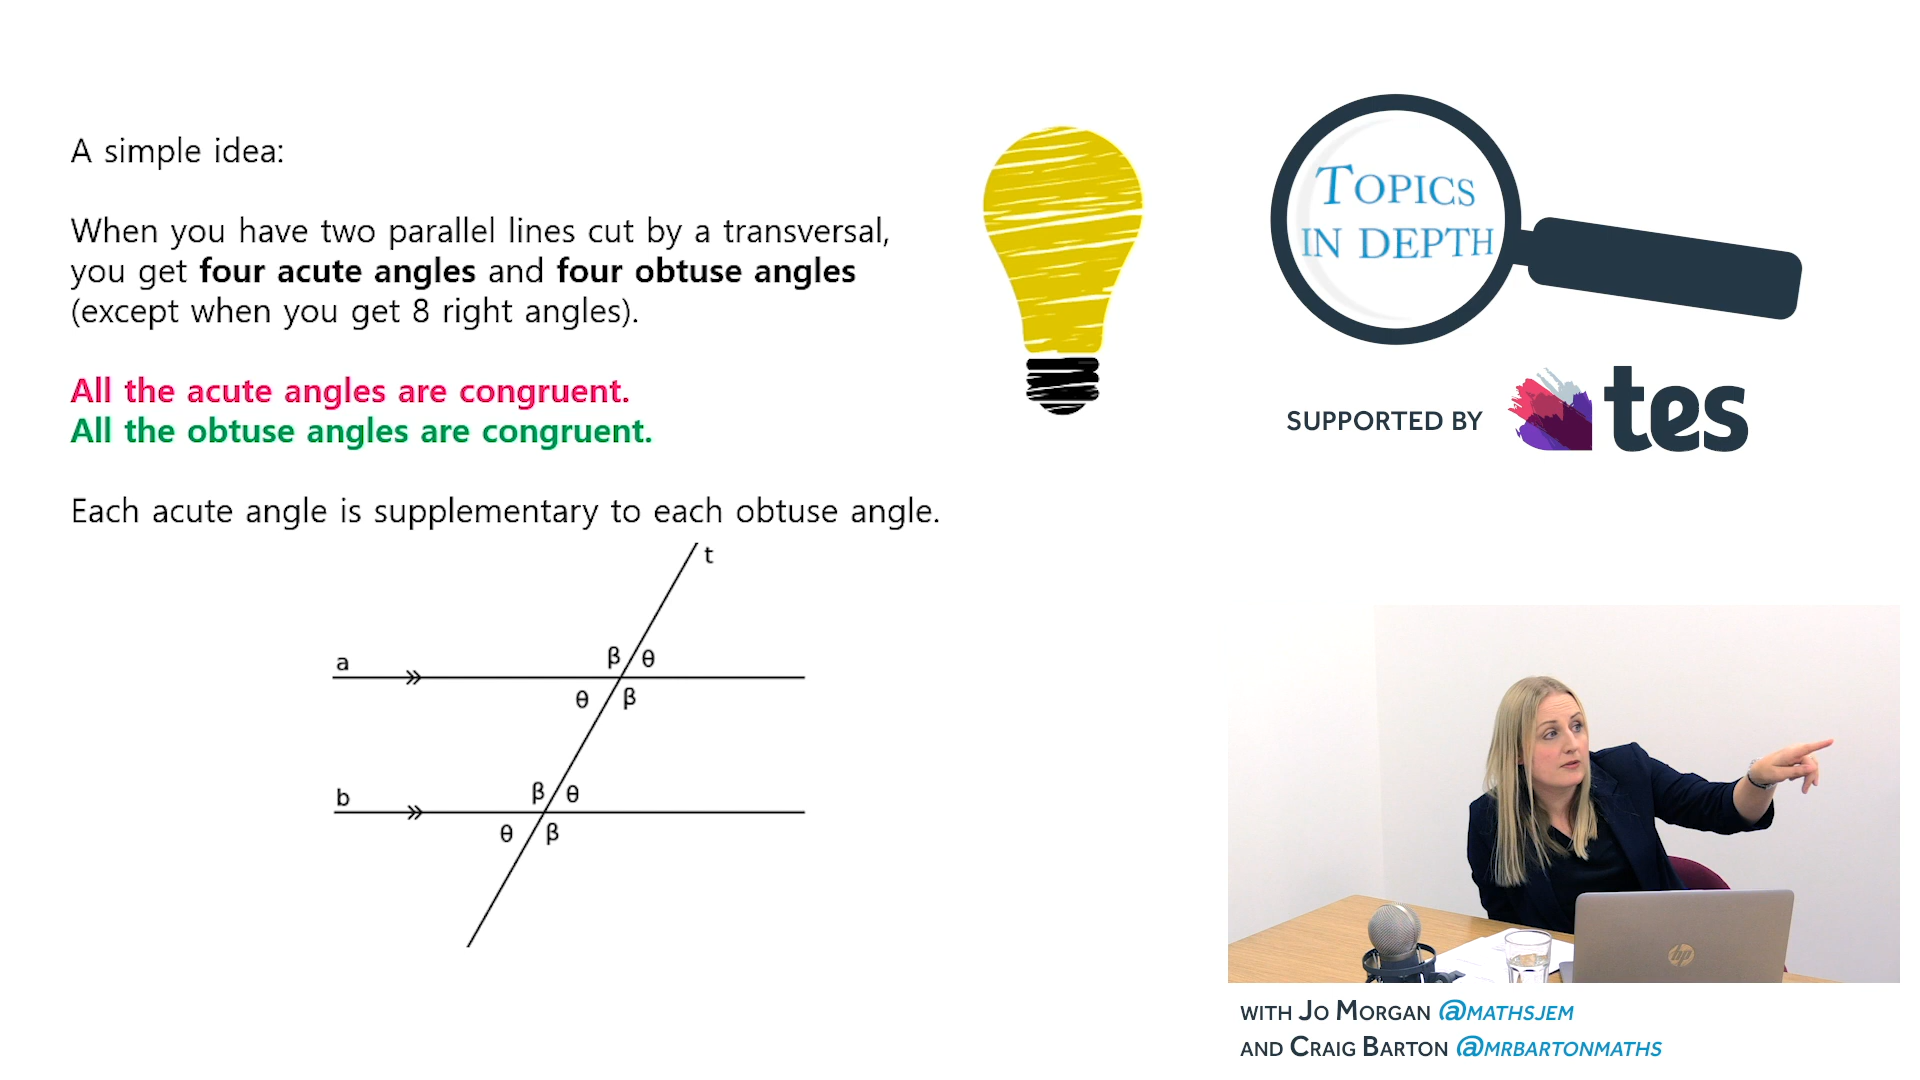 A simple idea:
When you have two parallel lines cut by a transversal,
you get four acute angles and four obtuse angles
(except when you get 8 right angles).
All the acute angles are congruent.
All the obtuse angles are congruent.
Each acute angle is supplementary to each obtuse angle.
t
a
β θ
θ β
b
β θ
θ β
TOPICS
IN DEPTH
SUPPORTED BY tes
hp
WITH JO MORGAN @MATHSJEM
AND CRAIG BARTON @MRBARTONMATHS